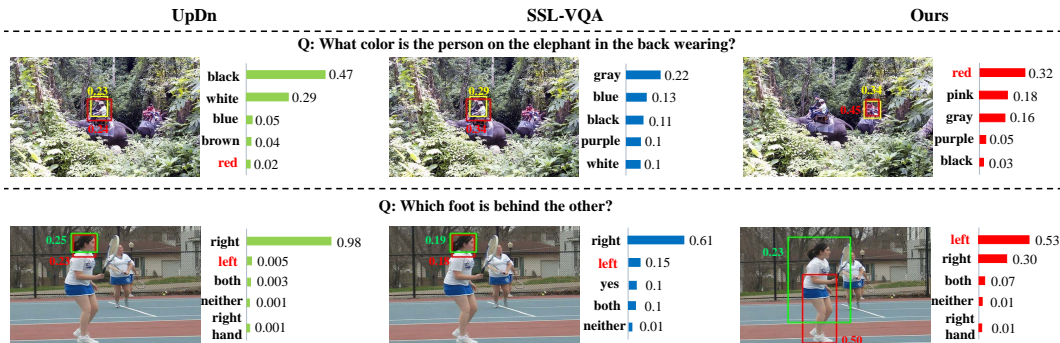 UpDn SSL-VQA Ours
Q: What color is the person on the elephant in the back wearing?
0.23
0.24
black 0.47
white 0.29
blue 0.05
brown 0.04
red 0.02
0.29
0.24
gray 0.22
blue 0.13
black 0.11
purple 0.1
white 0.1
0.34
0.35
red 0.32
pink 0.18
gray 0.16
purple 0.05
black 0.03
Q: Which foot is behind the other?
0.25
right 0.98
left 0.005
both 0.003
neither 0.001
right
hand 0.001
0.19
0.18
right 0.61
left 0.15
yes 0.1
both 0.1
neither 0.01
0.23
0.50
left 0.53
right 0.30
both 0.07
neither 0.01
right
hand 0.01